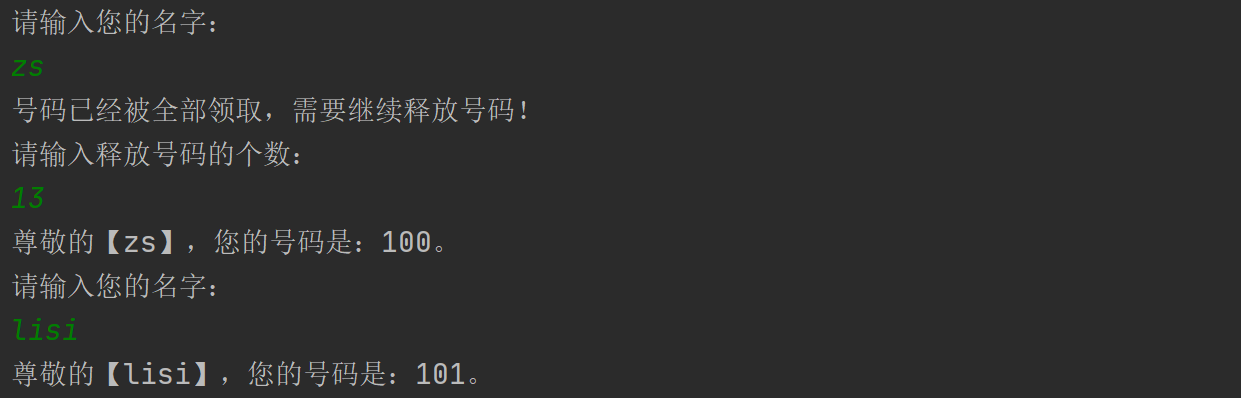 请输入您的名字：
zs
号码已经被全部领取，需要继续释放号码！
请输入释放号码的个数：
13
尊敬的【zs】，您的号码是：100。
请输入您的名字：
lisi
尊敬的【lisi】，您的号码是：101。